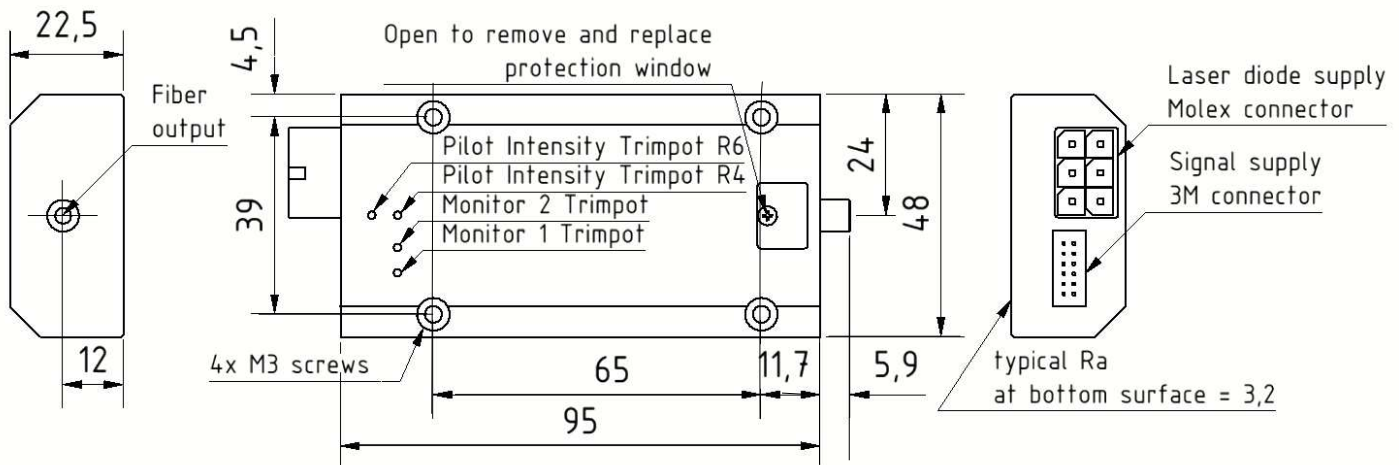 22,5
4,5
Open to remove and replace
protection window
Laser diode supply
Molex connector
Fiber
output
Signal supply
3M connector
Pilot Intensity Trimpot R6
Pilot Intensity Trimpot R4
Monitor 2 Trimpot
Monitor 1 Trimpot
39
24
48
12
4x M3 screws
65
11,7
5,9
95
typical Ra
at bottom surface = 3,2